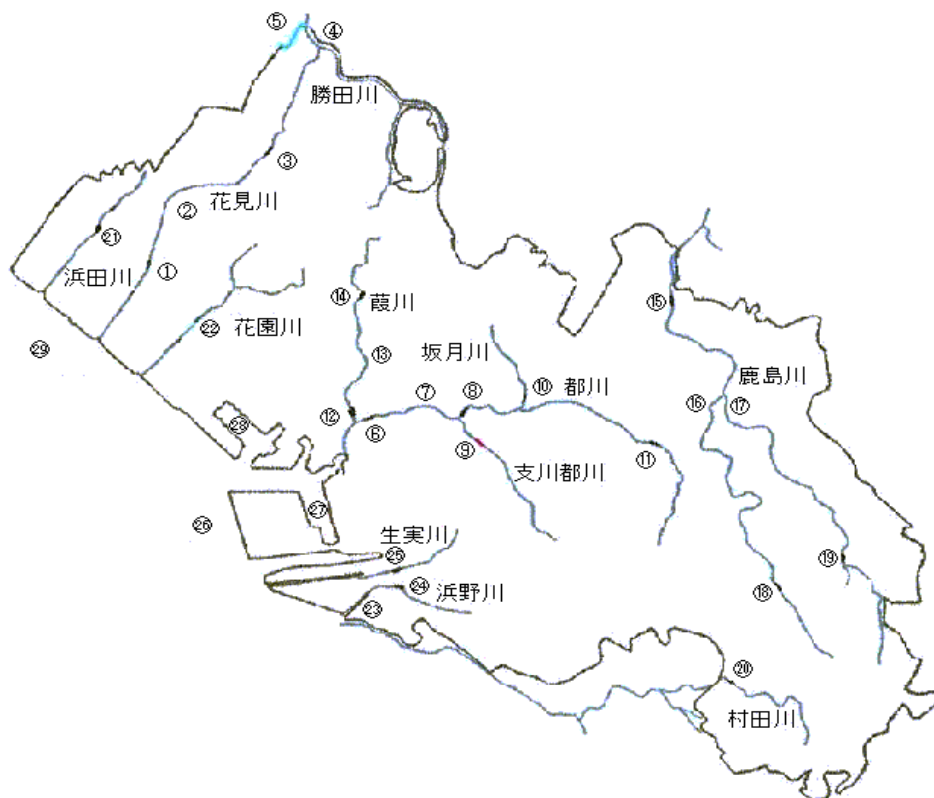 ⑤
④
勝田川
③
②
花見川
㉑
浜田川
①
⑮
⑭
葭川
㉒
花園川
㉙
坂月川
⑬
鹿島川
⑦
⑧
⑩
都川
⑯
⑰
⑫
⑥
㉘
⑨
⑪
支川都川
㉗
㉖
生実川
㉕
⑲
㉔
浜野川
⑱
㉓
⑳
村田川